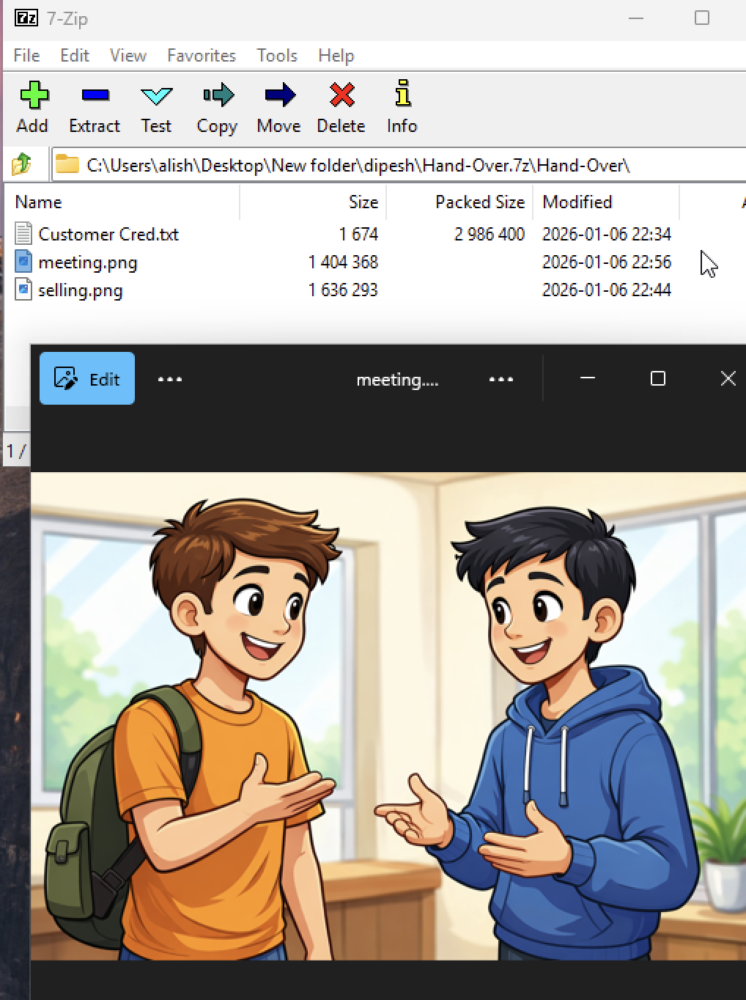 7-Zip
File Edit View Favorites Tools Help
Add Extract Test Copy Move Delete Info
C:\Users\alish\Desktop\New folder\dipesh\Hand-Over.7z\Hand-Over\
Name Size Packed Size Modified
Customer Cred.txt 1 674 2 986 400 2026-01-06 22:34
meeting.png 1 404 368 2026-01-06 22:56
selling.png 1 636 293 2026-01-06 22:44
Edit ... meeting.... ...
1 /